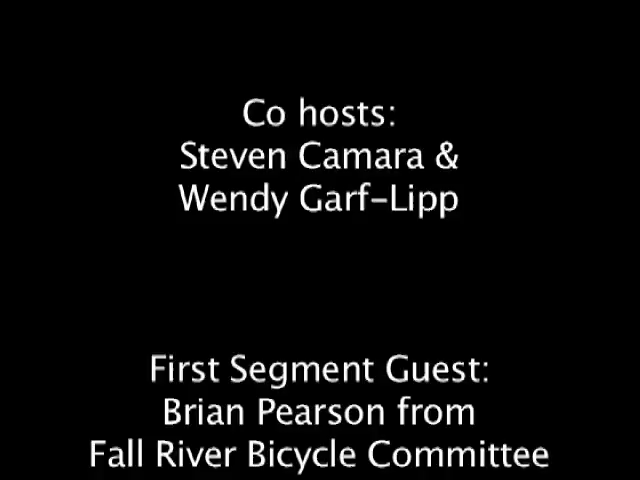 Co hosts:
Steven Camara &
Wendy Garf-Lipp
First Segment Guest:
Brian Pearson from
Fall River Bicycle Committee